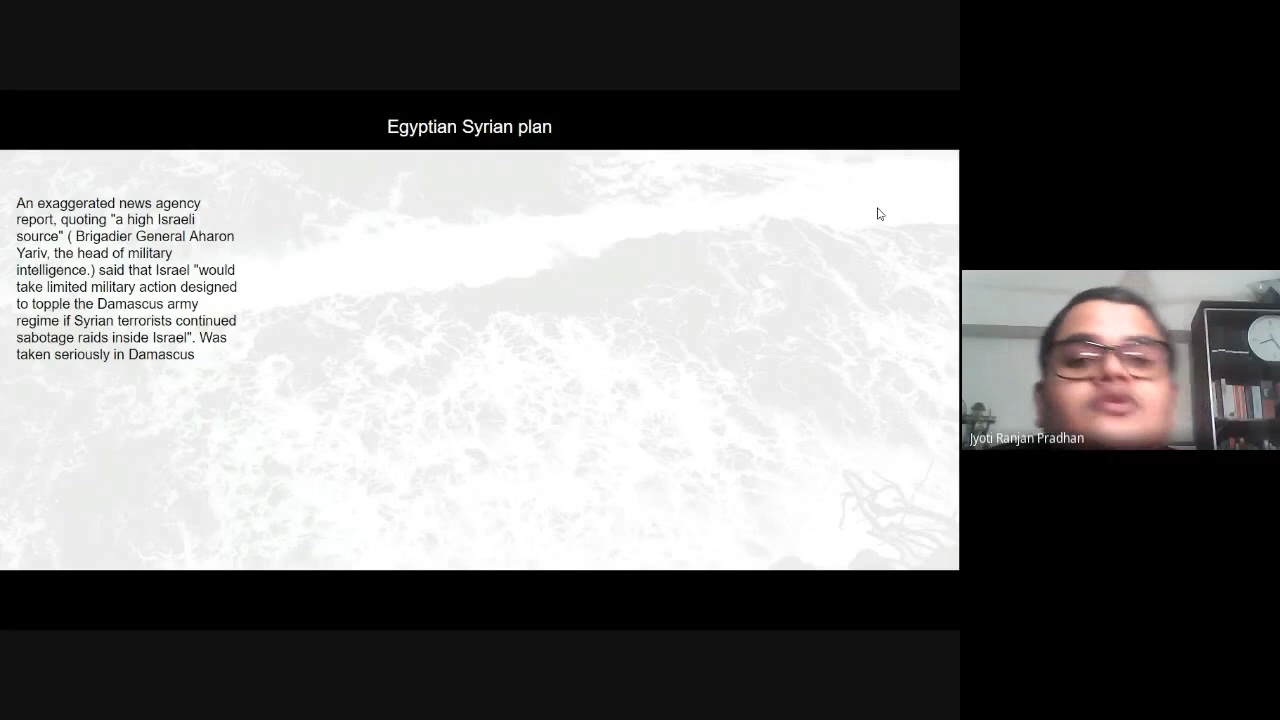 Egyptian Syrian plan
An exaggerated news agency
report, quoting "a high Israeli
source" ( Brigadier General Aharon
Yariv, the head of military
intelligence.) said that Israel "would
take limited military action designed
to topple the Damascus army
regime if Syrian terrorists continued
sabotage raids inside Israel". Was
taken seriously in Damascus
Jyoti Ranjan Pradhan